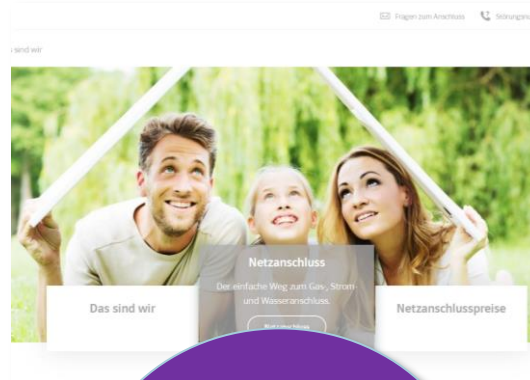 Fragen zum Anschluss
sind wir
Netzanschluss
Der einfache Weg zum Gas-, Strom-
und Wasseranschluss.
Das sind wir
Netzanschlusspreise